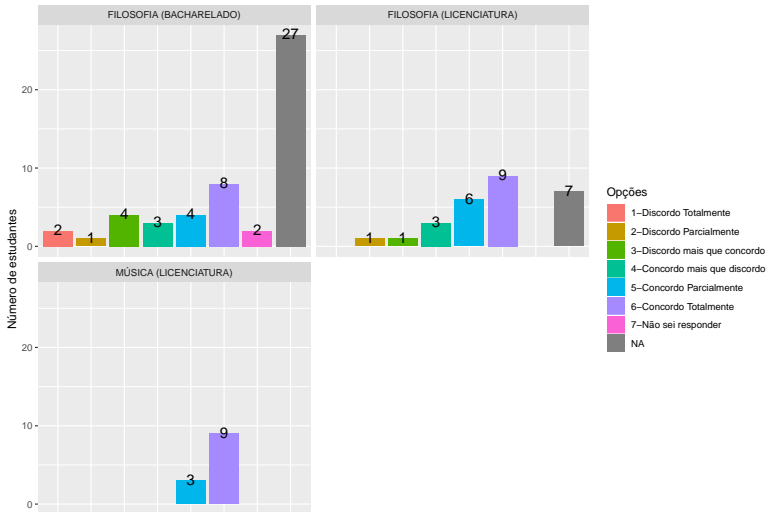 FILOSOFIA (BACHARELADO)
FILOSOFIA (LICENCIATURA)
27
20
10
8
4
4
3
2
2
1
0
9
7
6
3
1
1
MÚSICA (LICENCIATURA)
20
10
9
3
0
Número de estudantes
Opções
1−Discordo Totalmente
2−Discordo Parcialmente
3−Discordo mais que concordo
4−Concordo mais que discordo
5−Concordo Parcialmente
6−Concordo Totalmente
7−Não sei responder
NA